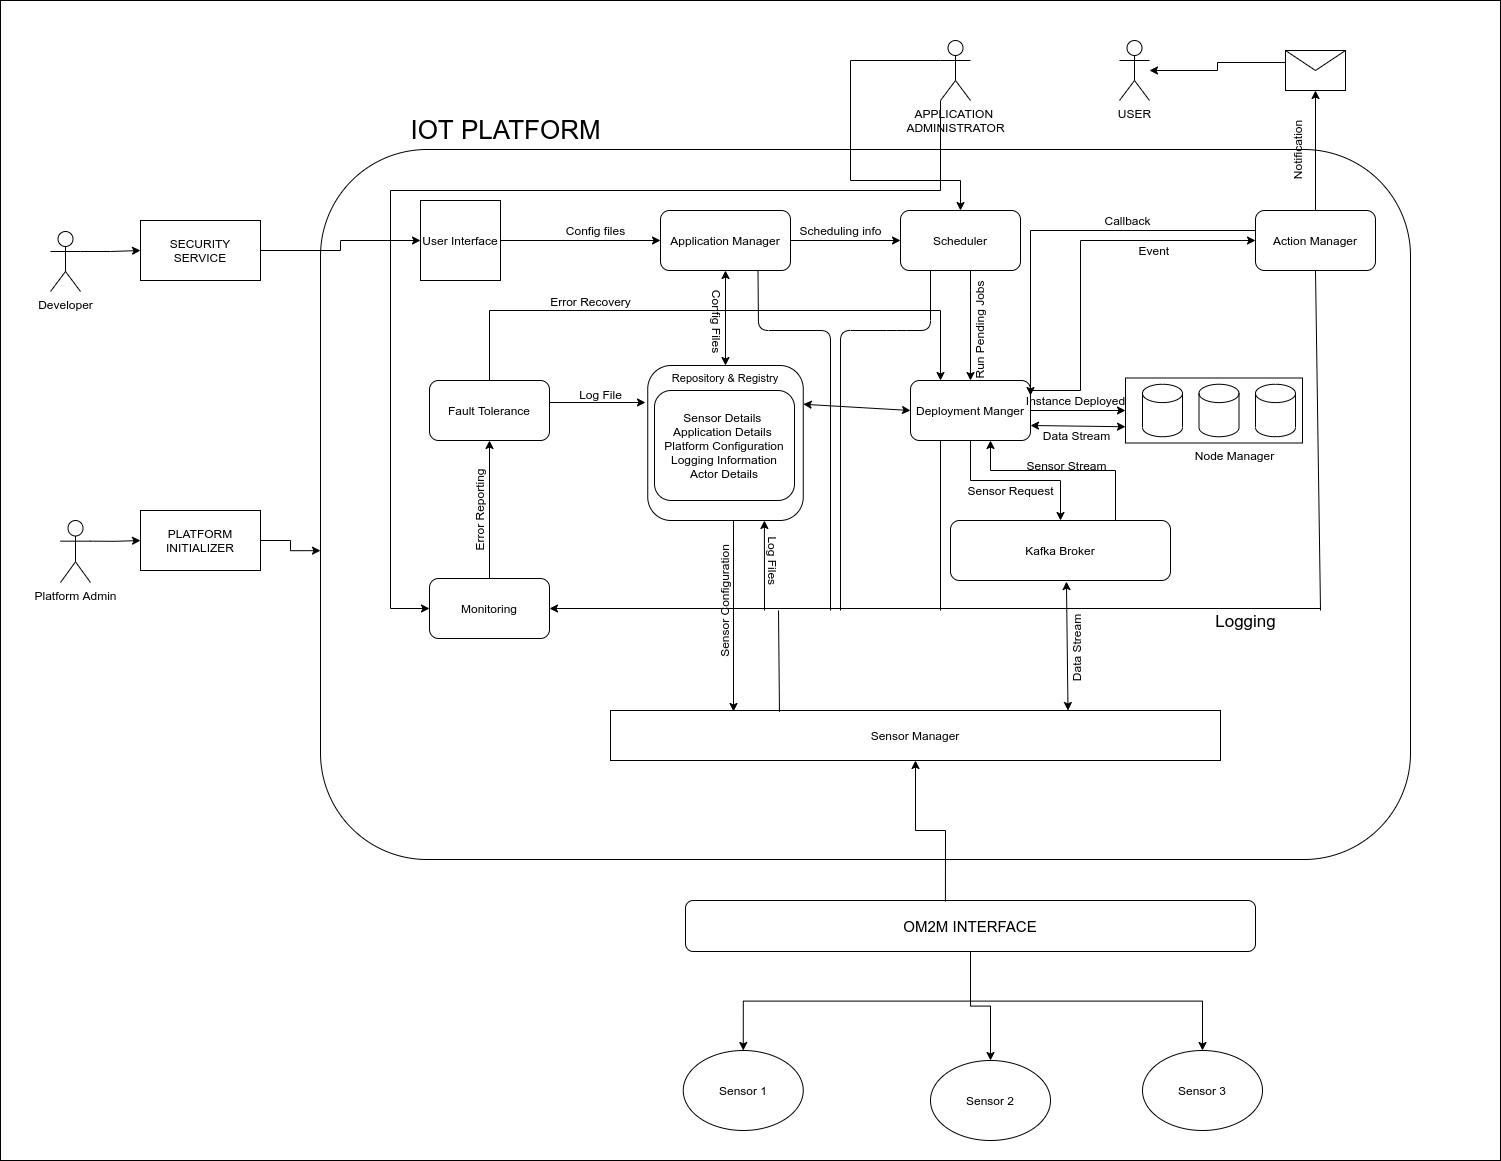 APPLICATION
ADMINISTRATOR
USER
IOT PLATFORM
Notification
SECURITY
SERVICE
Developer
User Interface
Config files
Application Manager
Scheduling info
Scheduler
Callback
Event
Action Manager
Error Recovery
Config Files
Run Pending Jobs
Fault Tolerance
Log File
Repository & Registry
Sensor Details
Application Details
Platform Configuration
Logging Information
Actor Details
Deployment Manger
Instance Deployed
Data Stream
Node Manager
Sensor Stream
Sensor Request
Error Reporting
PLATFORM
INITIALIZER
Platform Admin
Kafka Broker
Log Files
Sensor Configuration
Monitoring
Logging
Data Stream
Sensor Manager
OM2M INTERFACE
Sensor 1
Sensor 2
Sensor 3